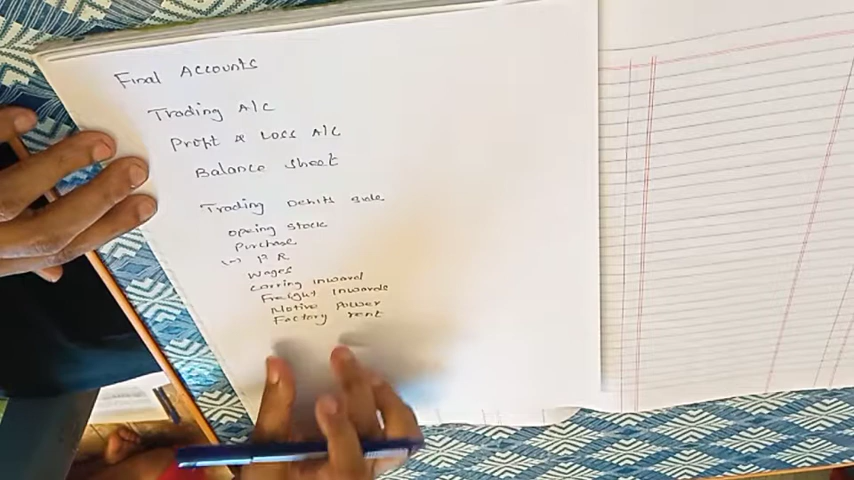 Final Accounts
Trading A/c
Profit & Loss A/c
Balance Sheet
Trading Debits side
Opening Stock
Purchase
(-) P R
Wages
Carring inward
Freight Inwards
Motive Power
Factory rent